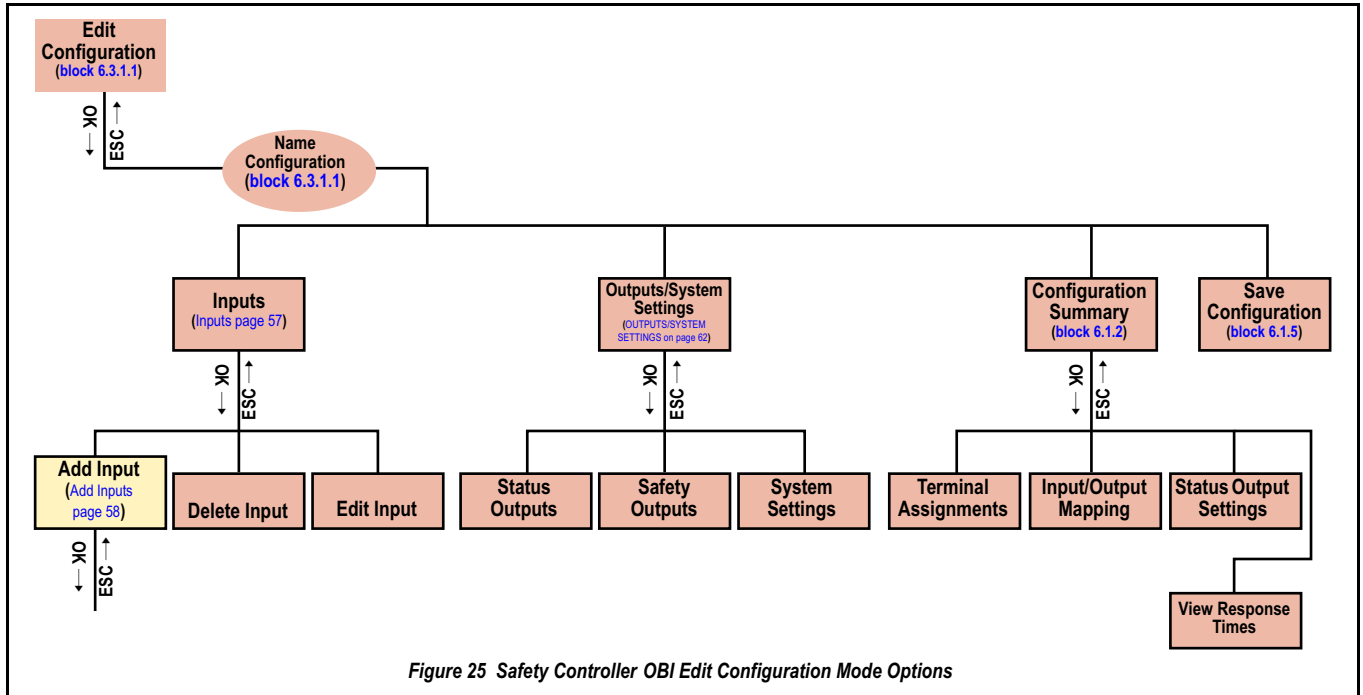 Edit
Configuration
(block 6.3.1.1)
OK
ESC
Name
Configuration
(block 6.3.1.1)
Inputs
(Inputs page 57)
Outputs/System
Settings
(OUTPUTS/SYSTEM
SETTINGS on page 62)
Configuration
Summary
(block 6.1.2)
Save
Configuration
(block 6.1.5)
OK
ESC
OK
ESC
OK
ESC
Add Input
(Add Inputs
page 58)
Delete Input
Edit Input
Status
Outputs
Safety
Outputs
System
Settings
Terminal
Assignments
Input/Output
Mapping
Status Output
Settings
OK
ESC
View Response
Times
Figure 25 Safety Controller OBI Edit Configuration Mode Options